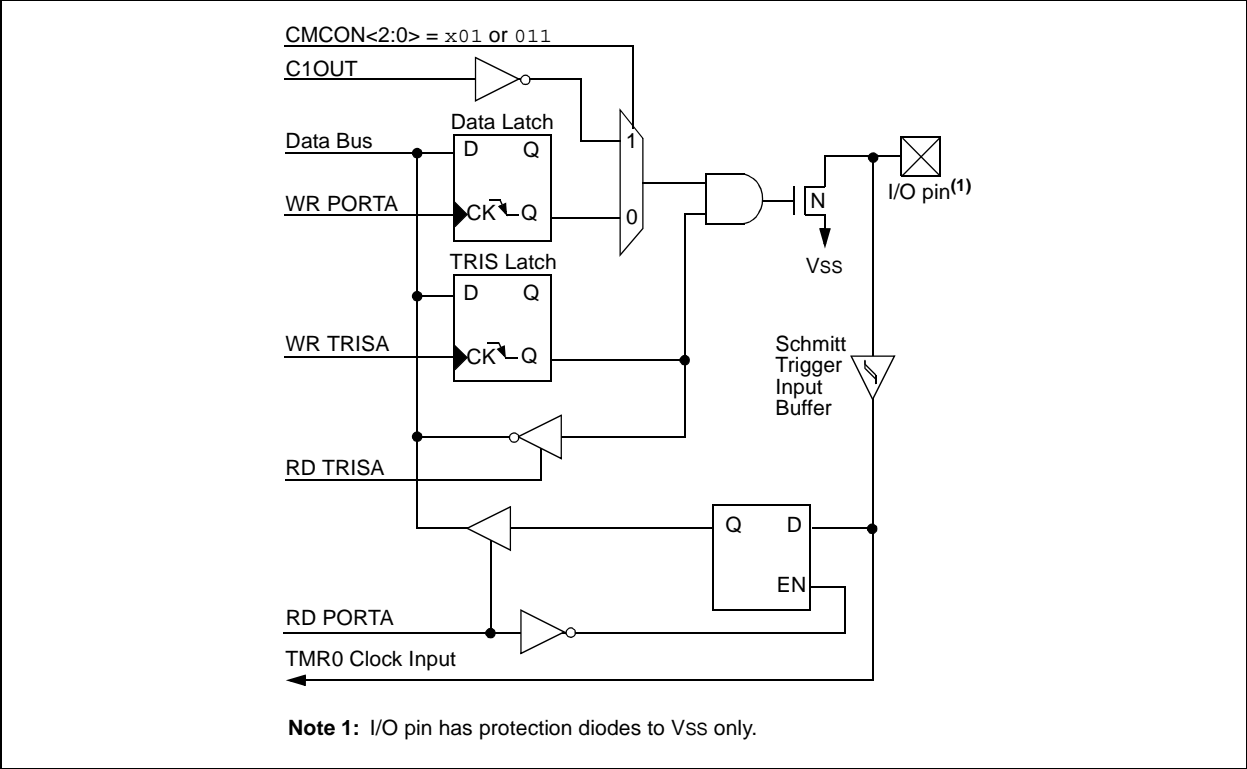 CMCON<2:0> = x01 or 011
C1OUT
Data Latch
Data Bus
D Q
1
WR PORTA
CK Q
0
I/O pin(1)
N
VSS
TRIS Latch
D Q
WR TRISA
CK Q
Schmitt
Trigger
Input
Buffer
RD TRISA
Q D
EN
RD PORTA
TMR0 Clock Input
Note 1: I/O pin has protection diodes to VSS only.